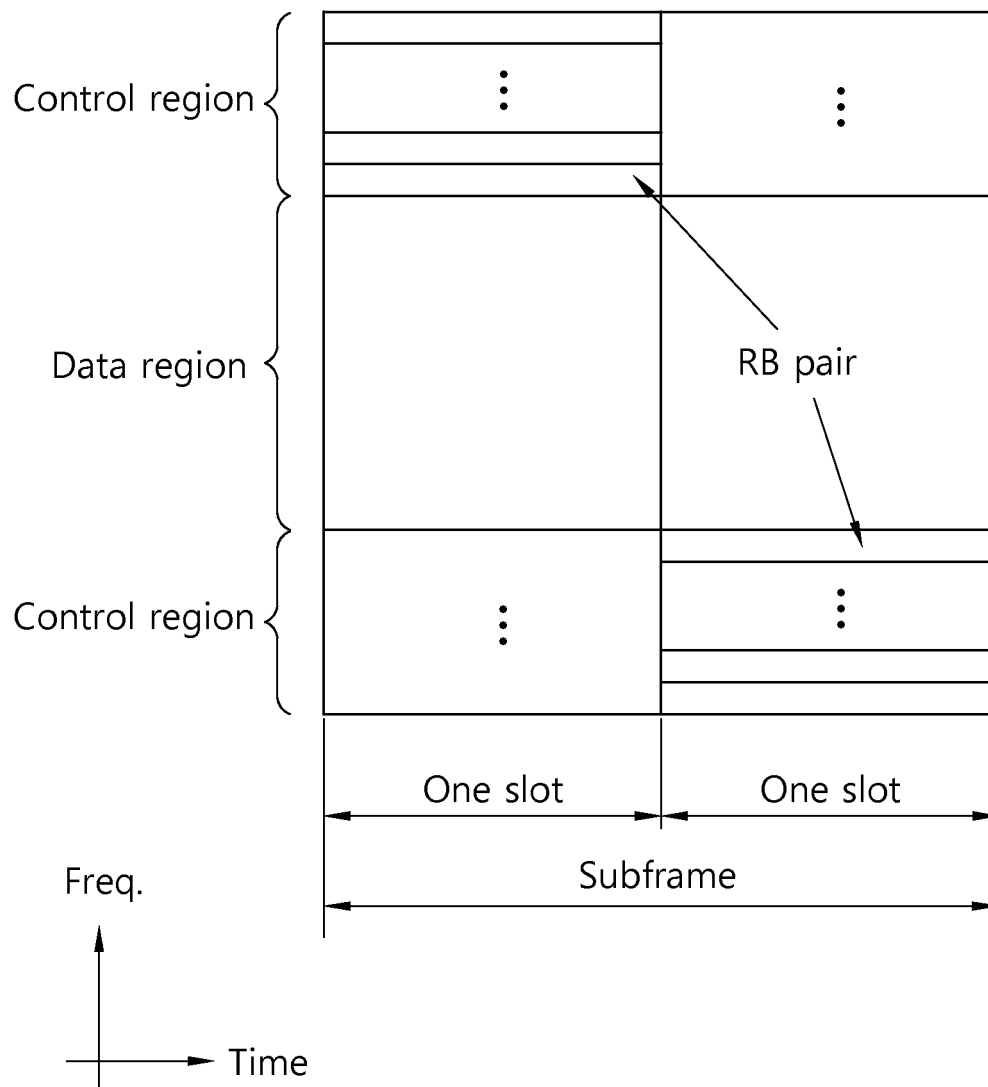 Control region
Data region
RB pair
Control region
One slot
One slot
Subframe
Freq.
Time